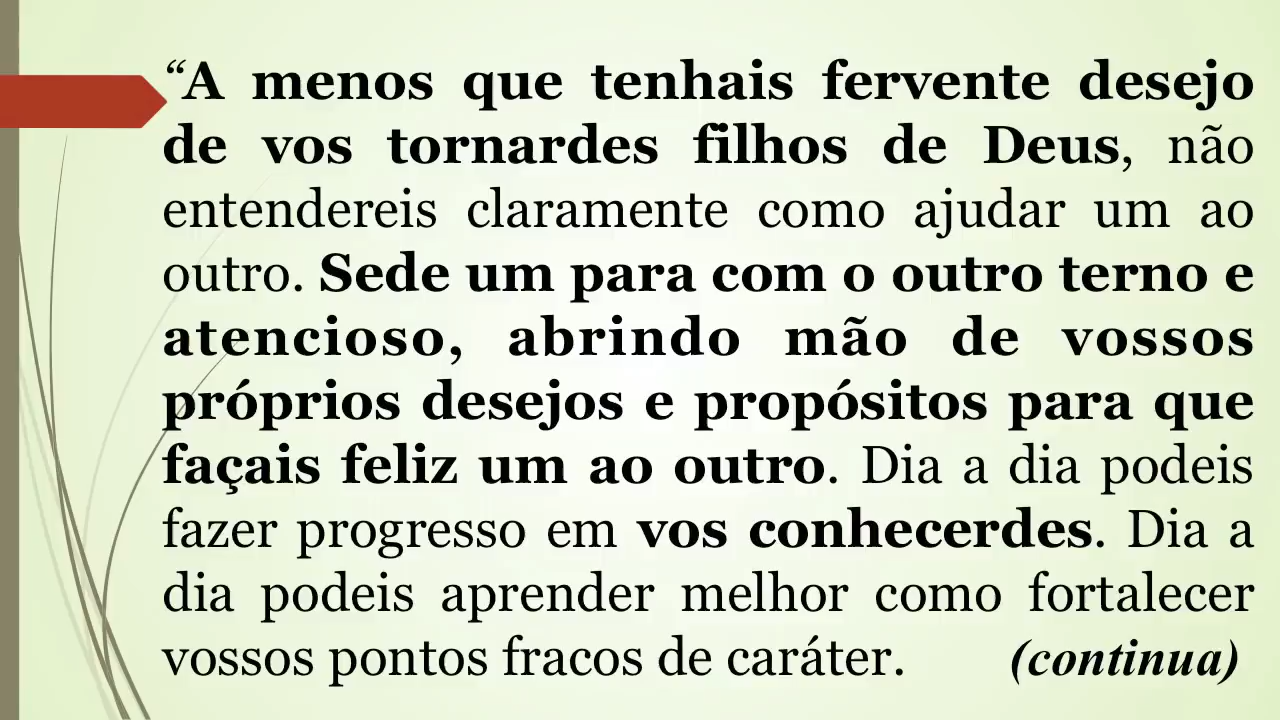 “A menos que tenhais fervente desejo
de vos tornardes filhos de Deus, não
entendereis claramente como ajudar um ao
outro. Sede um para com o outro terno e
atencioso, abrindo mão de vossos
próprios desejos e propósitos para que
façais feliz um ao outro. Dia a dia podeis
fazer progresso em vos conhecerdes. Dia a
dia podeis aprender melhor como fortalecer
vossos pontos fracos de caráter. (continua)